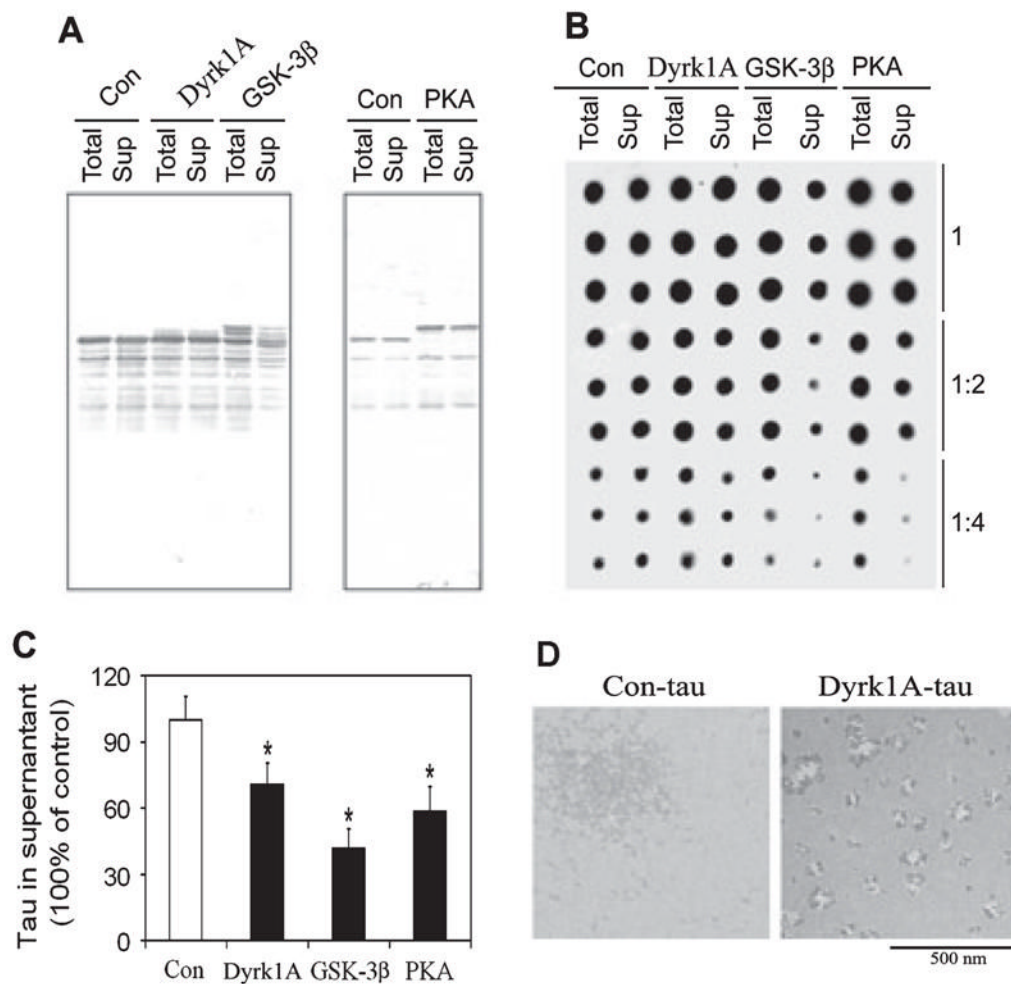 A
Con
Dyrk1A
GSK-3β
Total
Sup
Total
Sup
Total
Sup
Con
PKA
Total
Sup
Total
Sup
B
Con
Dyrk1A
GSK-3β
PKA
Total
Sup
Total
Sup
Total
Sup
Total
Sup
1
1:2
1:4
C
Tau in supernantant
(100% of control)
120
90
60
30
0
*
*
*
Con
Dyrk1A
GSK-3β
PKA
D
Con-tau
Dyrk1A-tau
500 nm